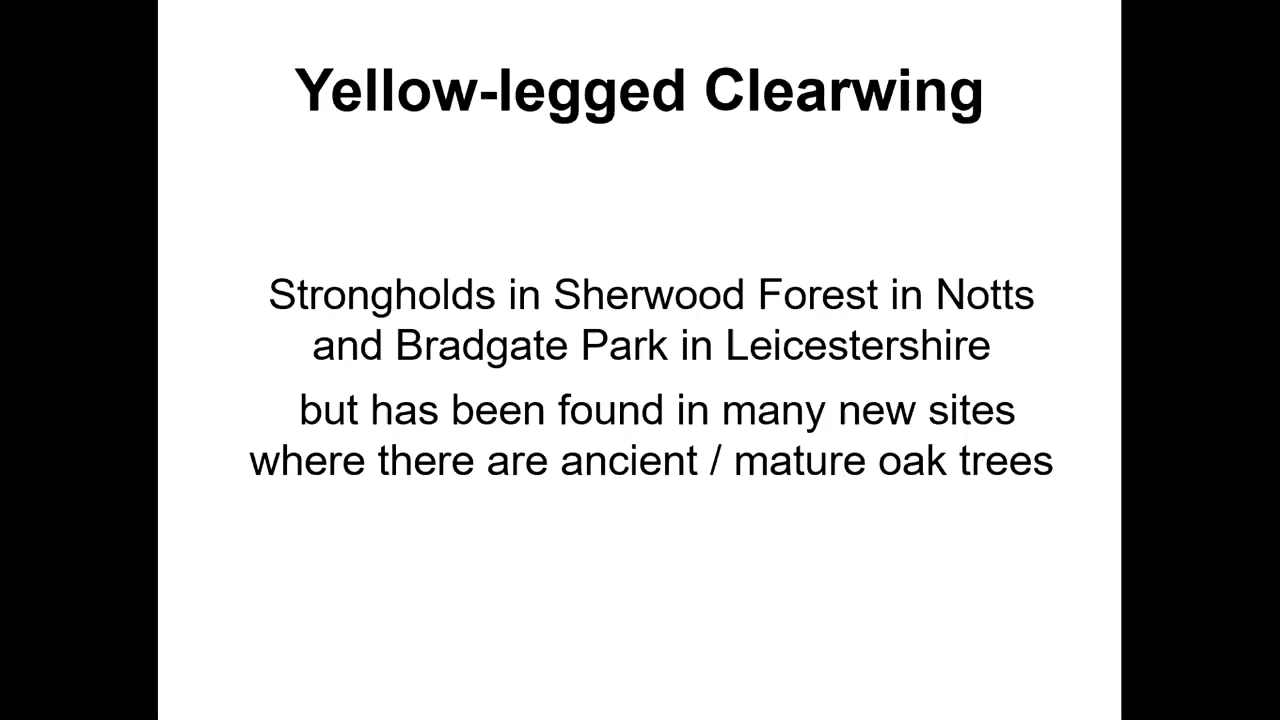 Yellow-legged Clearwing
Strongholds in Sherwood Forest in Notts
and Bradgate Park in Leicestershire
but has been found in many new sites
where there are ancient / mature oak trees